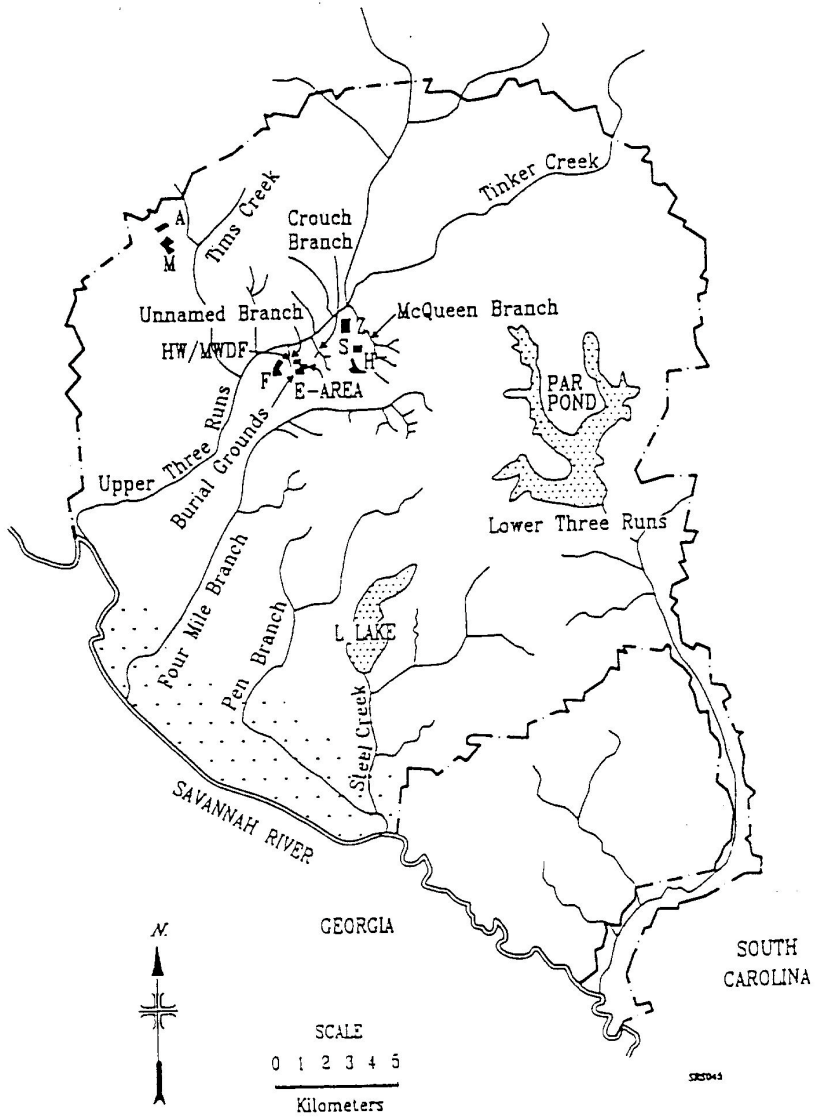 Tinker Creek
A
Tims Creek
Crouch
Branch
M
Unnamed Branch
McQueen Branch
Z
HW/MWDF
S
H
F
E-AREA
PAR
POND
Upper Three Runs
Burial Grounds
Lower Three Runs
Four Mile Branch
Pen Branch
L LAKE
Steel Creek
SAVANNAH RIVER
GEORGIA
N.
SOUTH
CAROLINA
SCALE
0 1 2 3 4 5
Kilometers